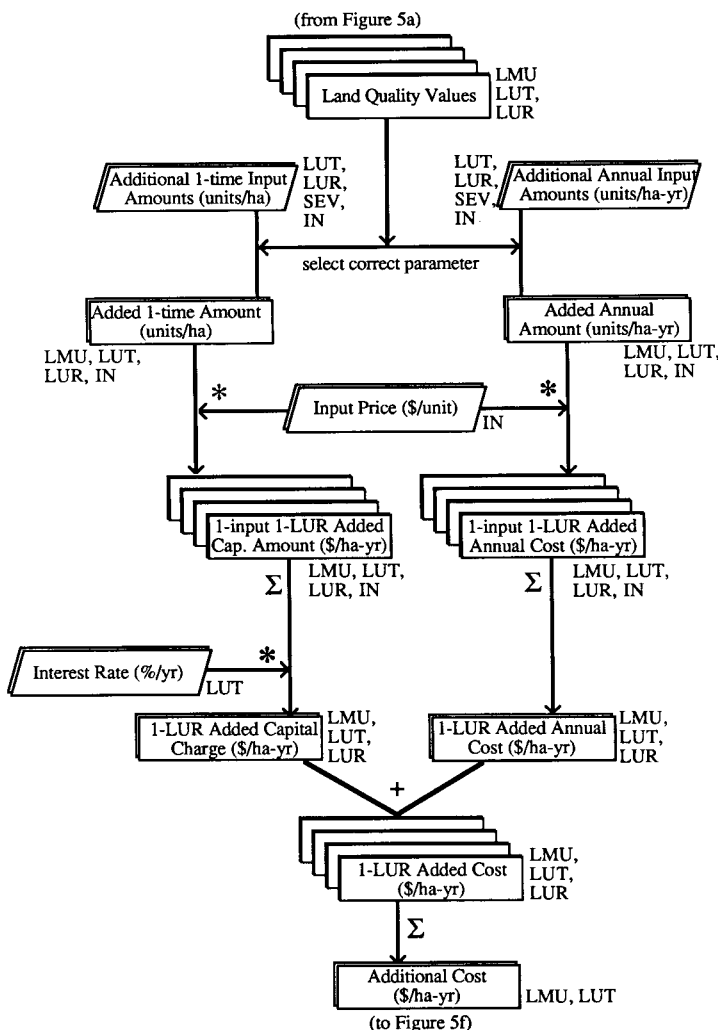 (from Figure 5a)
Land Quality Values
LMU
LUT,
LUR
Additional 1-time Input
Amounts (units/ha)
LUT,
LUR,
SEV,
IN
LUT,
LUR,
SEV,
IN
Additional Annual Input
Amounts (units/ha-yr)
select correct parameter
Added 1-time Amount
(units/ha)
LMU, LUT,
LUR, IN
Added Annual
Amount (units/ha-yr)
LMU, LUT,
LUR, IN
*
Input Price ($/unit)
IN
*
1-input 1-LUR Added
Cap. Amount ($/ha-yr)
Σ
LMU, LUT,
LUR, IN
1-input 1-LUR Added
Annual Cost ($/ha-yr)
Σ
LMU, LUT,
LUR, IN
Interest Rate (%/yr)
LUT
*
1-LUR Added Capital
Charge ($/ha-yr)
LMU,
LUT,
LUR
1-LUR Added Annual
Cost ($/ha-yr)
LMU,
LUT,
LUR
+
1-LUR Added Cost
($/ha-yr)
LMU,
LUT,
LUR
Σ
Additional Cost
($/ha-yr)
LMU, LUT
(to Figure 5f)